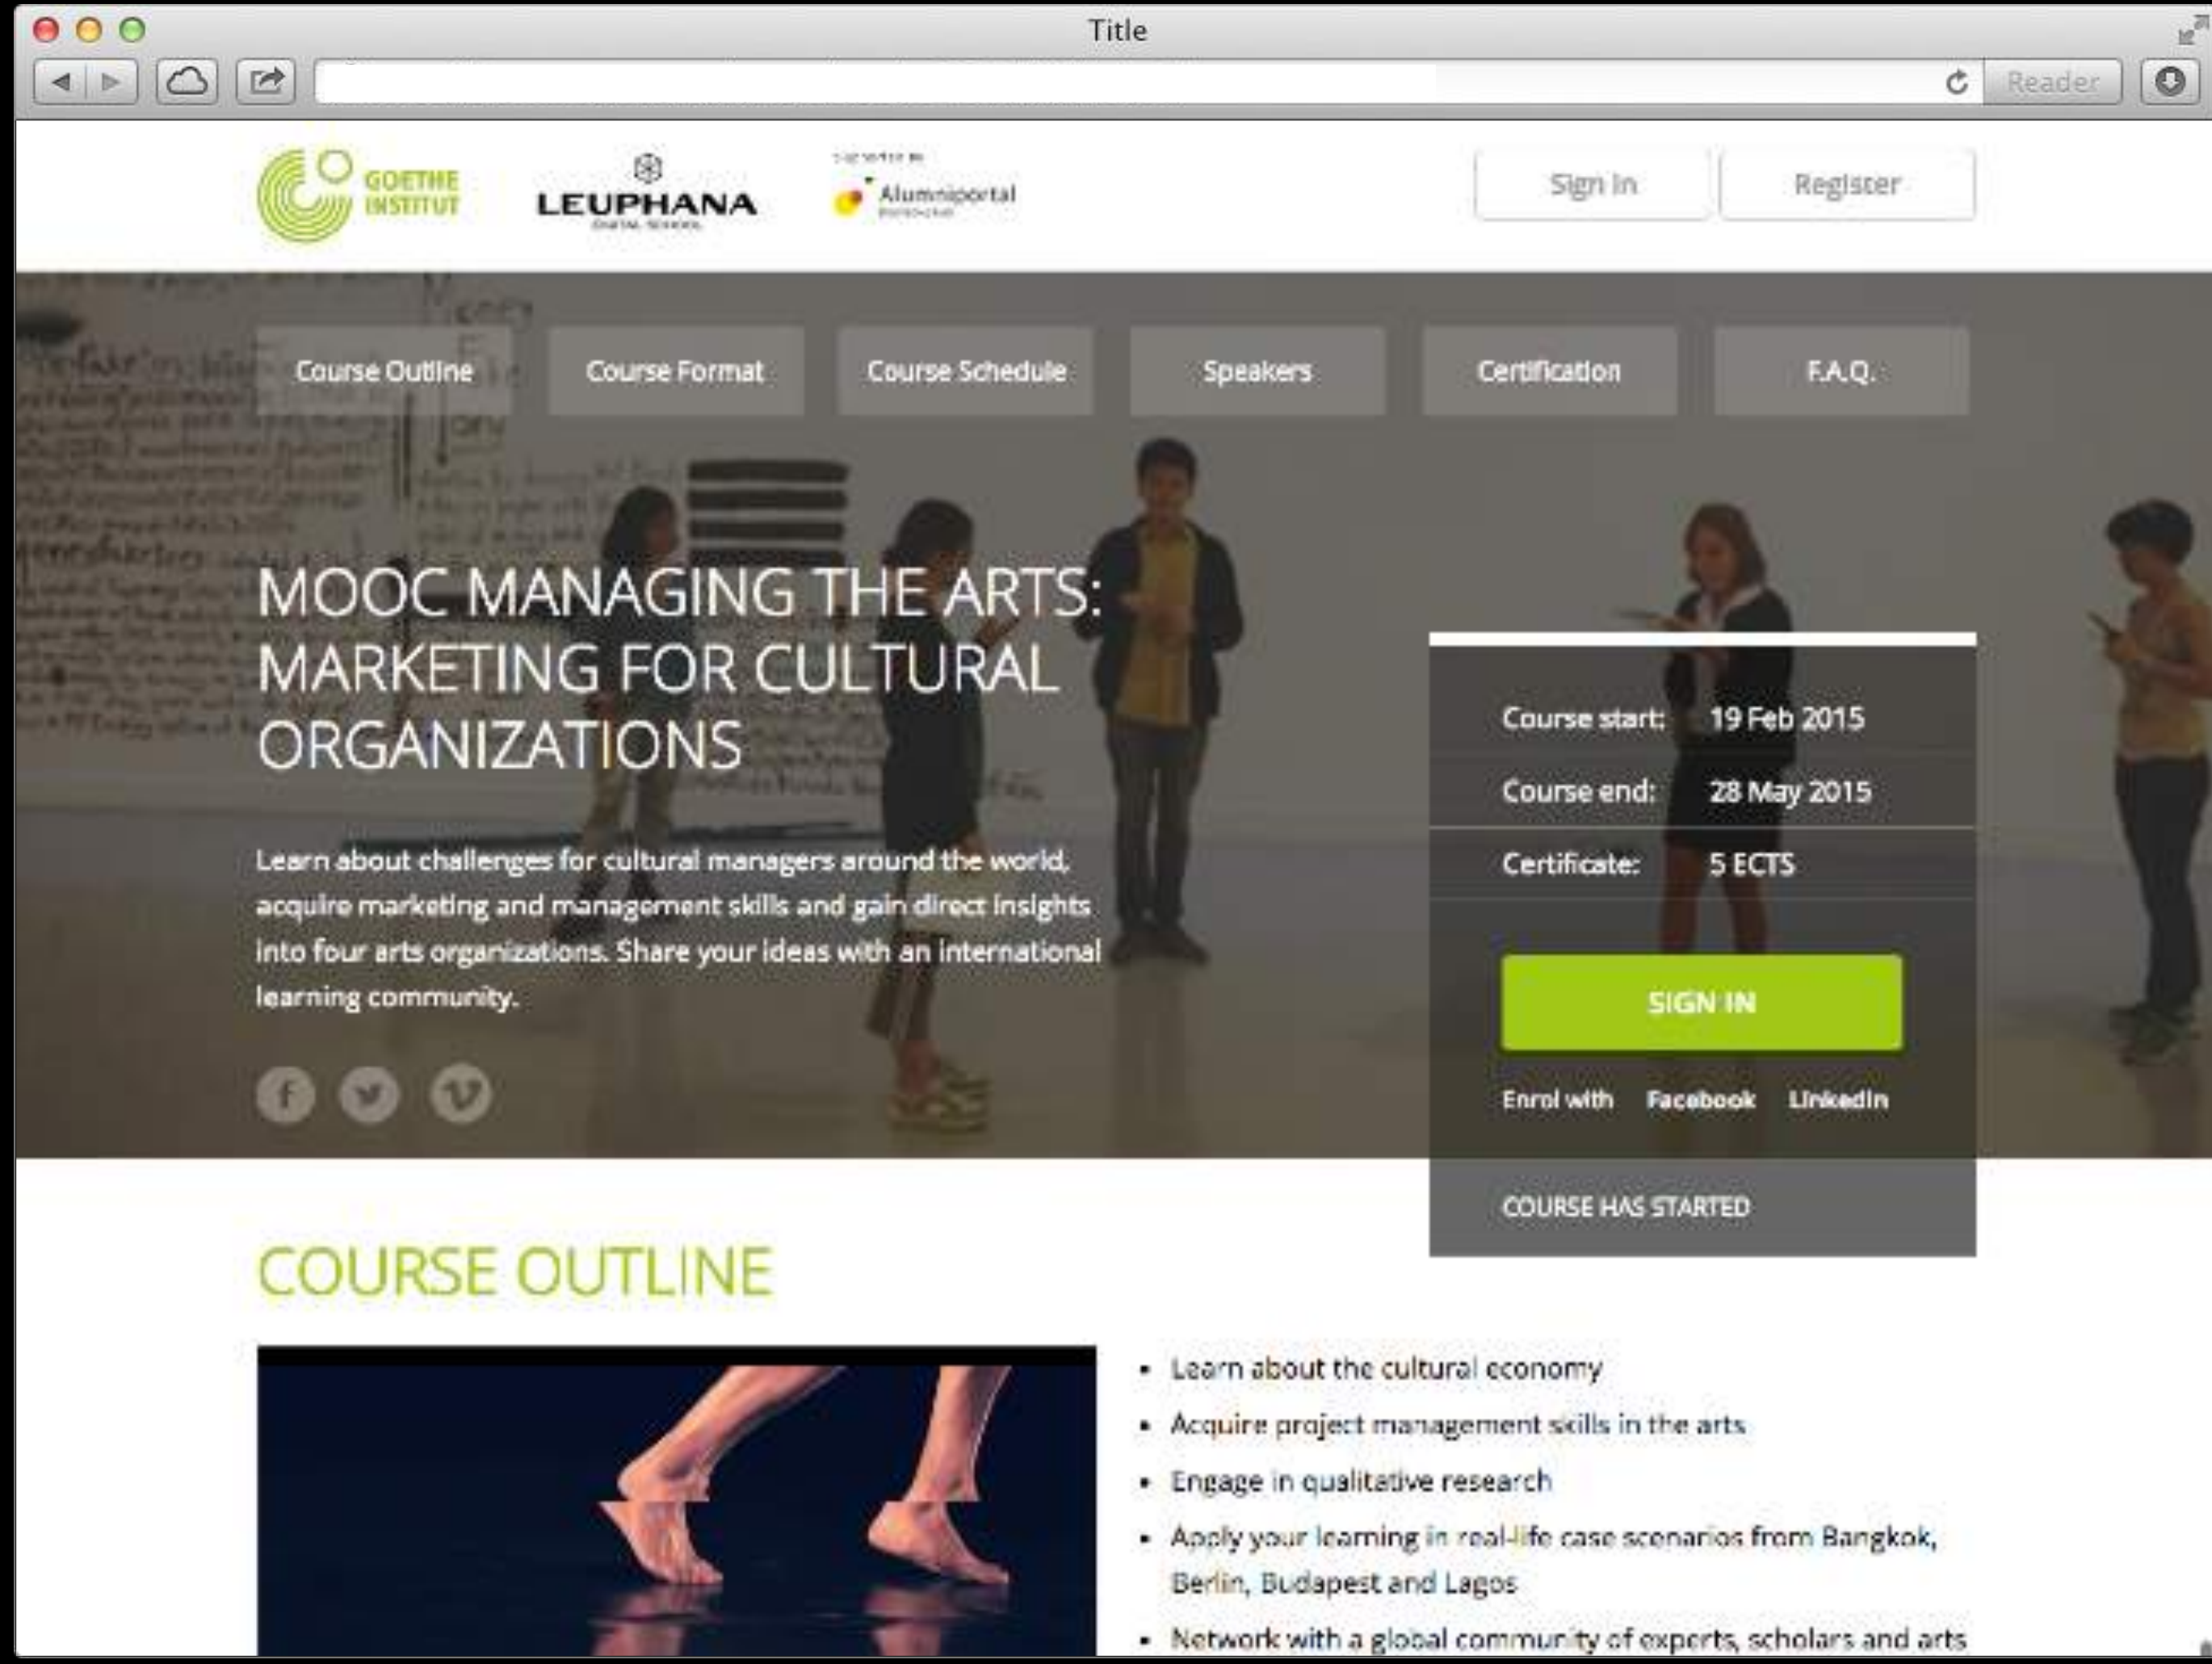 Title
Reader
GOETHE
INSTITUT
LEUPHANA
DIGITAL SCHOOL
Alumniportal
Sign In
Register
Course Outline
Course Format
Course Schedule
Speakers
Certification
F.A.Q.
MOOC MANAGING THE ARTS:
MARKETING FOR CULTURAL
ORGANIZATIONS
Learn about challenges for cultural managers around the world,
acquire marketing and management skills and gain direct insights
into four arts organizations. Share your ideas with an international
learning community.
Course start: 19 Feb 2015
Course end: 28 May 2015
Certificate: 5 ECTS
SIGN IN
Enrol with Facebook LinkedIn
COURSE HAS STARTED
COURSE OUTLINE
• Learn about the cultural economy
• Acquire project management skills in the arts
• Engage in qualitative research
• Apply your learning in real-life case scenarios from Bangkok,
Berlin, Budapest and Lagos
• Network with a global community of experts, scholars and arts